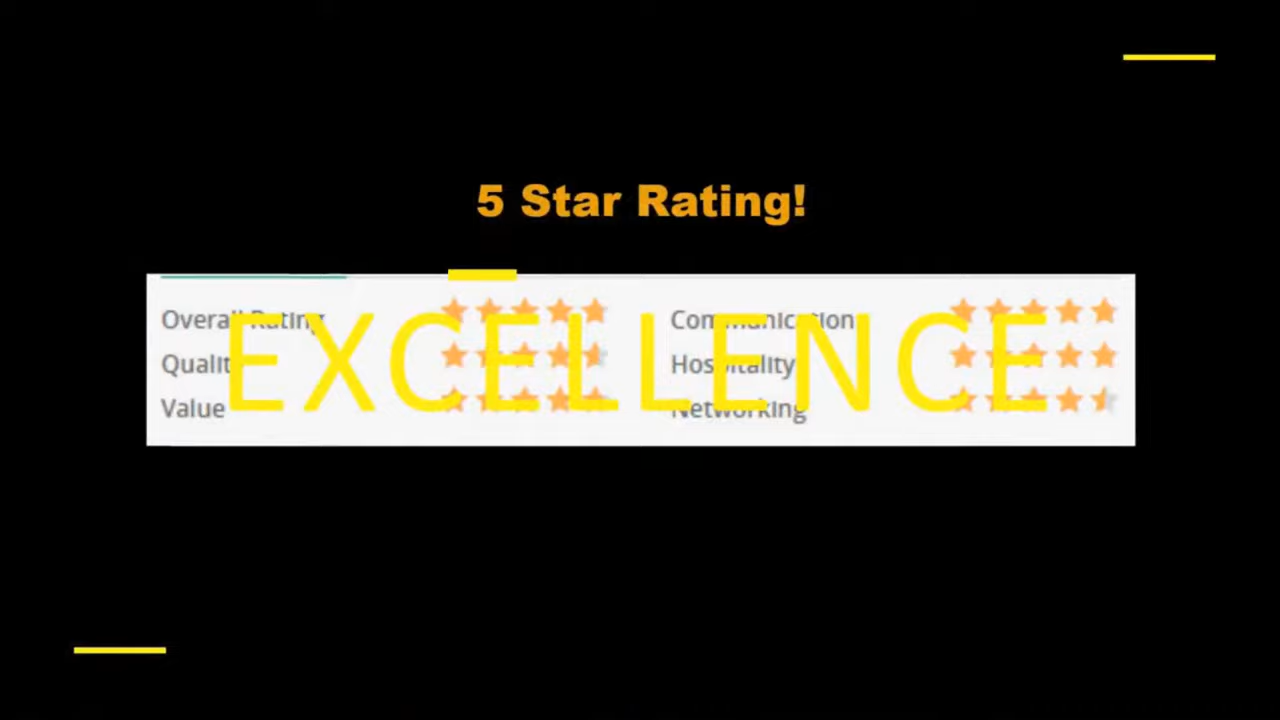 5 Star Rating!
EXCELLENCE
Overall Rating
Communication
Quality
Hospitality
Value
Networking